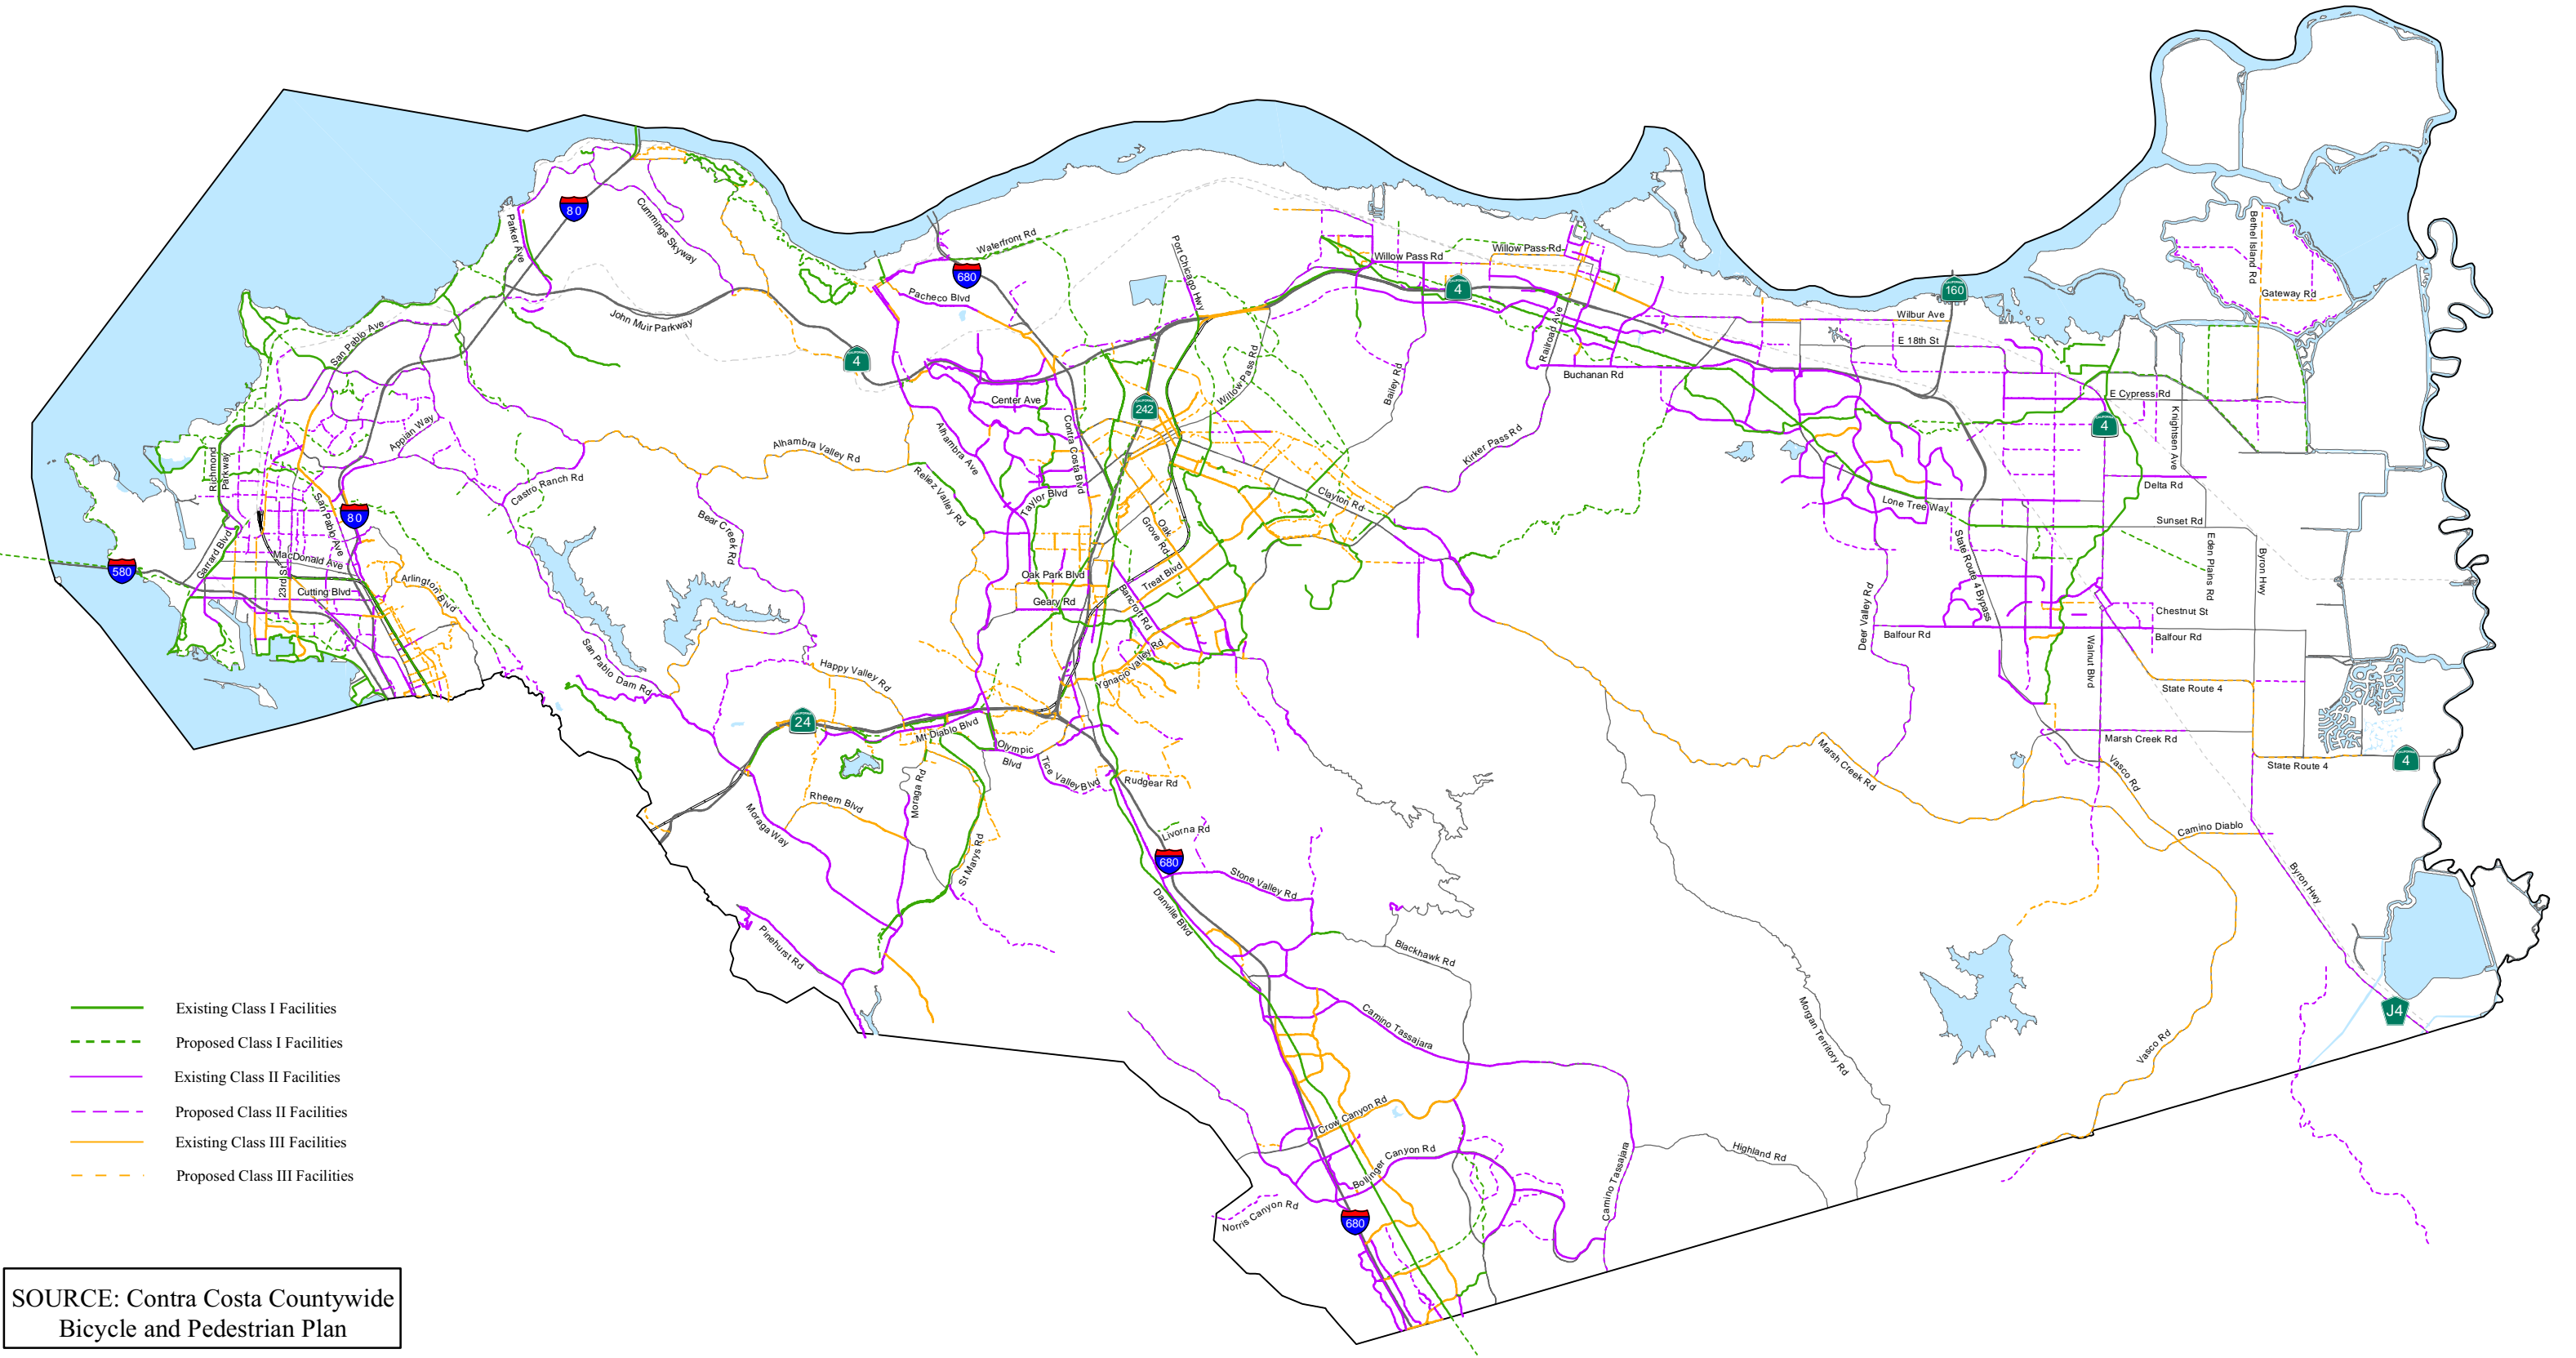 80
Cummings Skyway
Parker Ave
John Muir Parkway
San Pablo Ave
4
Waterfront Rd
680
Pacheco Blvd
Port Chicago Hwy
Willow Pass Rd
Willow Pass Rd
4
CALIFORNIA
160
Bethel Island Rd
Gateway Rd
Wilbur Ave
E 18th St
Railroad Ave
Buchanan Rd
Bailey Rd
Willow Pass Rd
242
Center Ave
Contra Costa Blvd
Alhambra Ave
Alhambra Valley Rd
Appian Way
Richmond
Parkway
San Pablo Ave
80
Castro Ranch Rd
Reliez Valley Rd
Taylor Blvd
Bear Creek Rd
Oak
Grove Rd
Clayton Rd
Kirker Pass Rd
E Cypress Rd
4
Knightsen Ave
Delta Rd
Lone Tree Way
Sunset Rd
Eden Plains Rd
Byron Hwy
State Route 4 Bypass
Garrard Blvd
MacDonald Ave
23rd St
Cutting Blvd
Arlington Blvd
580
Oak Park Blvd
Treat Blvd
Geary Rd
Bancroft Rd
Ygnacio Valley Rd
Deer Valley Rd
Chestnut St
Balfour Rd
Balfour Rd
Walnut Blvd
State Route 4
San Pablo Dam Rd
Happy Valley Rd
24
Mt Diablo Blvd
Olympic
Blvd
Tice Valley Blvd
Rudgear Rd
Marsh Creek Rd
Marsh Creek Rd
Vasco Rd
State Route 4
4
Moraga Way
Rheem Blvd
Moraga Rd
St Marys Rd
Livorna Rd
680
Stone Valley Rd
Danville Blvd
Camino Diablo
Byron Hwy
Pinehurst Rd
Blackhawk Rd
Camino Tassajara
Morgan Territory Rd
J4
Vasco Rd
Crow Canyon Rd
Bollinger Canyon Rd
Norris Canyon Rd
680
Camino Tassajara
Highland Rd
Existing Class I Facilities
Proposed Class I Facilities
Existing Class II Facilities
Proposed Class II Facilities
Existing Class III Facilities
Proposed Class III Facilities
SOURCE: Contra Costa Countywide
Bicycle and Pedestrian Plan